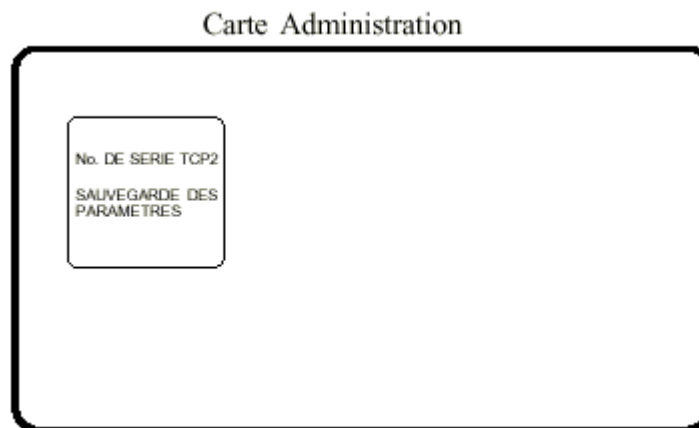 Carte Administration
No. DE SERIE TCP2
SAUVEGARDE DES
PARAMETRES